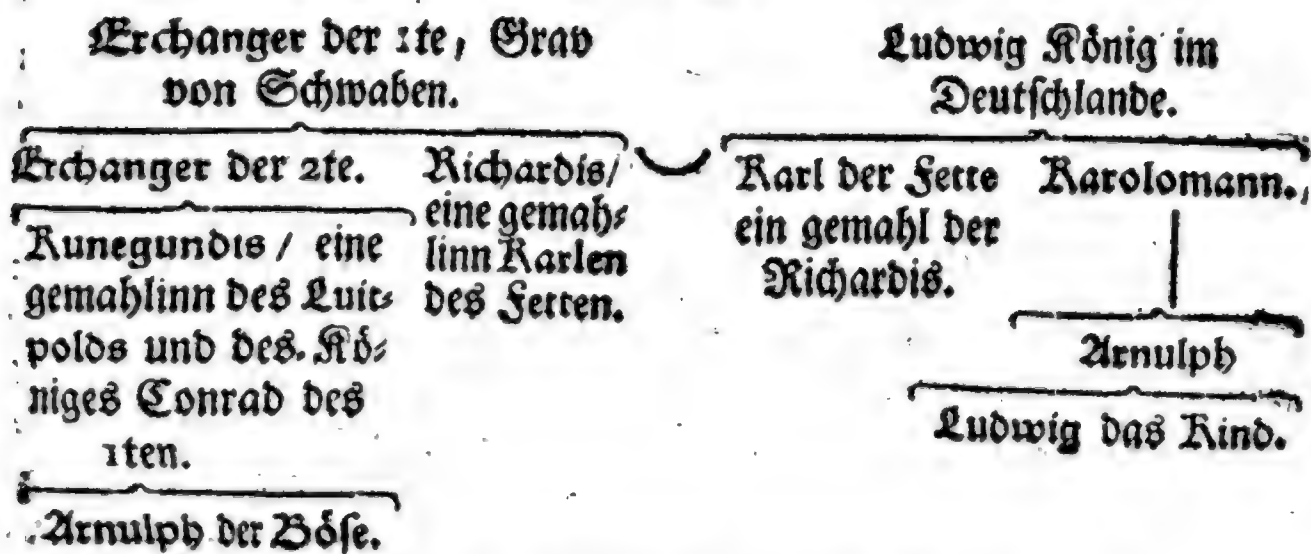 Erchanger der 1te, Grav
von Schwaben.
Erchanger der 2te.
Kunegundis / eine
gemahlinn des Luit⸗
polds und des. Kö⸗
niges Conrad des
1ten.
Arnulph der Böse.
Richardis/
eine gemah⸗
linn Karlen
des Fetten.
Ludwig König im
Deutschlande.
Karl der Fette
ein gemahl der
Richardis.
Karolomann.
Arnulph
Ludwig das Kind.